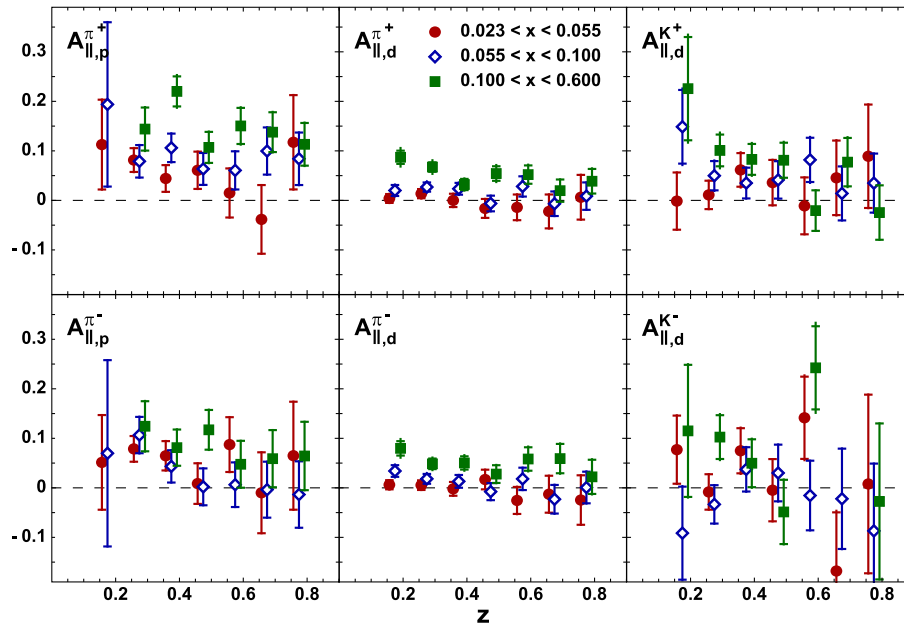 A π+ ||,p
A π+ ||,d
A K+ ||,d
0.023 < x < 0.055
0.055 < x < 0.100
0.100 < x < 0.600
0.3
0.2
0.1
0
-0.1
A π- ||,p
A π- ||,d
A K- ||,d
0.3
0.2
0.1
0
-0.1
0.2 0.4 0.6 0.8 0.2 0.4 0.6 0.8 0.2 0.4 0.6 0.8
z